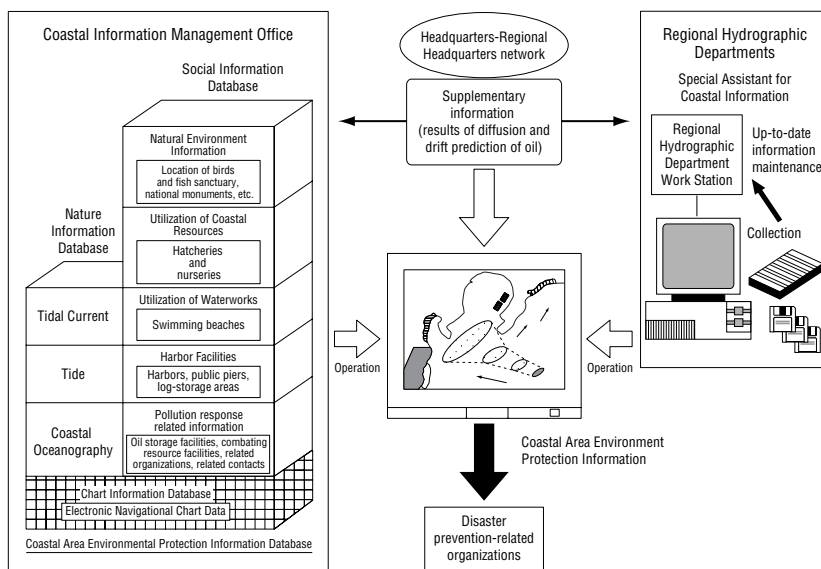 Coastal Information Management Office
Social Information
Database
Natural Environment
Information
Location of birds
and fish sanctuary,
national monuments, etc.
Nature
Information
Database
Utilization of Coastal
Resources
Hatcheries
and
nurseries
Tidal Current
Utilization of Waterworks
Swimming beaches
Tide
Harbor Facilities
Harbors, public piers,
log-storage areas
Coastal
Oceanography
Pollution response
related information
Oil storage facilities, combating
resource facilities, related
organizations, related contacts
Chart Information Database
Electronic Navigational Chart Data
Coastal Area Environmental Protection Information Database
Headquarters-Regional
Headquarters network
Supplementary
information
(results of diffusion and
drift prediction of oil)
Operation
Operation
Coastal Area Environment
Protection Information
Disaster
prevention-related
organizations
Regional Hydrographic
Departments
Special Assistant for
Coastal Information
Regional
Hydrographic
Department
Work Station
Up-to-date
information
maintenance
Collection